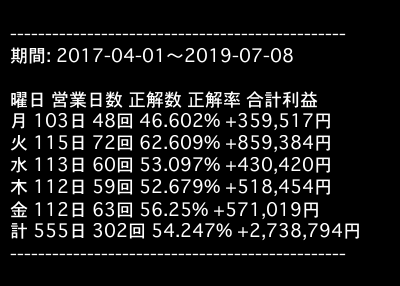 ------------------------------------------------
期間: 2017-04-01〜2019-07-08
曜日 営業日数 正解数 正解率 合計利益
月 103日 48回 46.602% +359,517円
火 115日 72回 62.609% +859,384円
水 113日 60回 53.097% +430,420円
木 112日 59回 52.679% +518,454円
金 112日 63回 56.25% +571,019円
計 555日 302回 54.247% +2,738,794円
------------------------------------------------